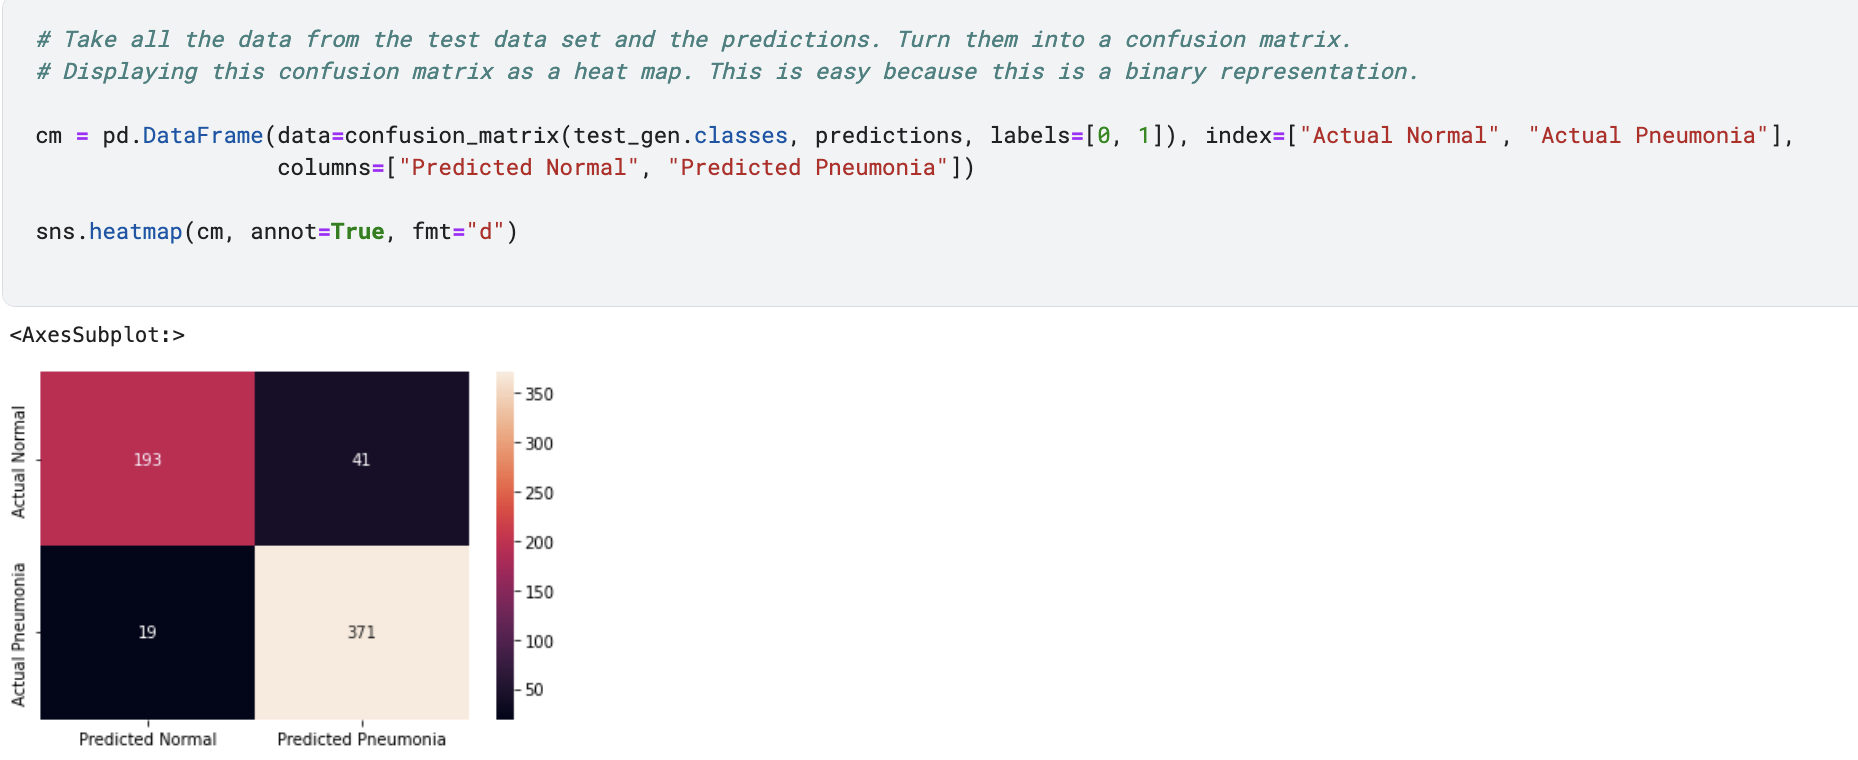 # Take all the data from the test data set and the predictions. Turn them into a confusion matrix.
# Displaying this confusion matrix as a heat map. This is easy because this is a binary representation.
cm = pd.DataFrame(data=confusion_matrix(test_gen.classes, predictions, labels=[0, 1]), index=["Actual Normal", "Actual Pneumonia"],
columns=["Predicted Normal", "Predicted Pneumonia"])
sns.heatmap(cm, annot=True, fmt="d")
<AxesSubplot:>
Actual Normal
193
41
Actual Pneumonia
19
371
Predicted Normal
Predicted Pneumonia
350
300
250
200
150
100
50